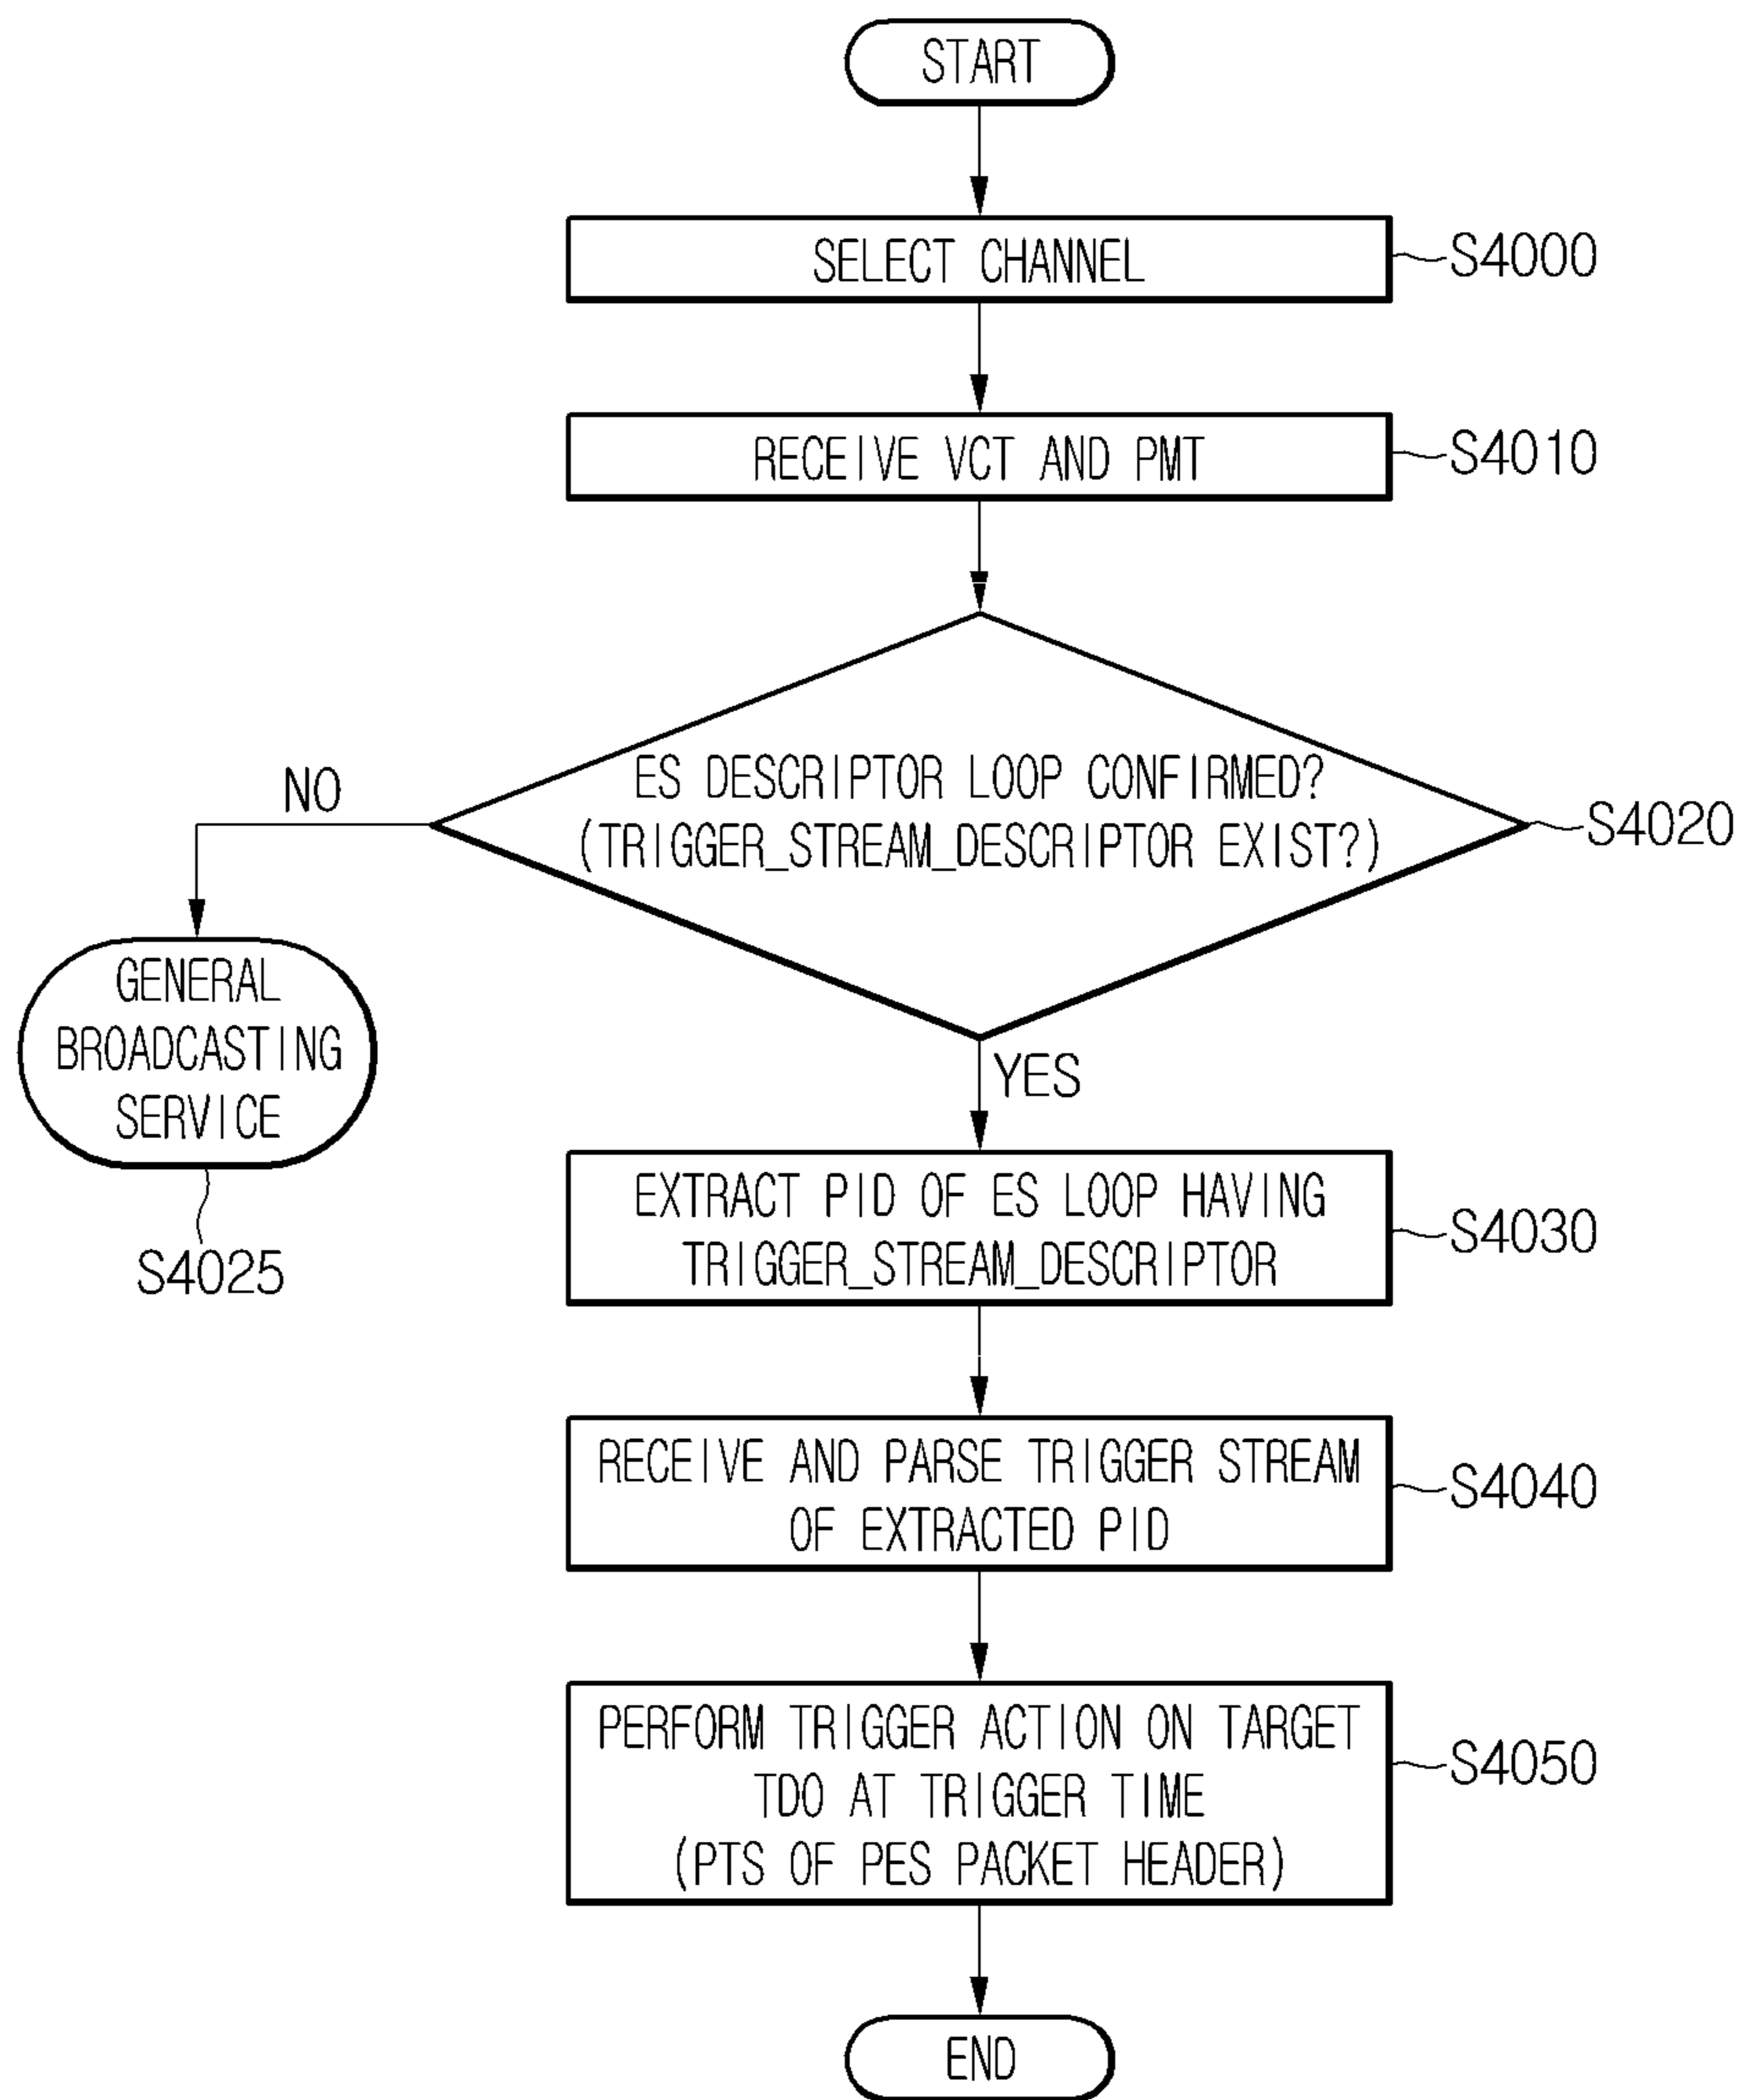 START
SELECT CHANNEL
S4000
RECEIVE VCT AND PMT
S4010
ES DESCRIPTOR LOOP CONFIRMED?
(TRIGGER_STREAM_DESCRIPTOR EXIST?)
S4020
NO
GENERAL
BROADCASTING
SERVICE
S4025
YES
EXTRACT PID OF ES LOOP HAVING
TRIGGER_STREAM_DESCRIPTOR
S4030
RECEIVE AND PARSE TRIGGER STREAM
OF EXTRACTED PID
S4040
PERFORM TRIGGER ACTION ON TARGET
TDO AT TRIGGER TIME
(PTS OF PES PACKET HEADER)
S4050
END